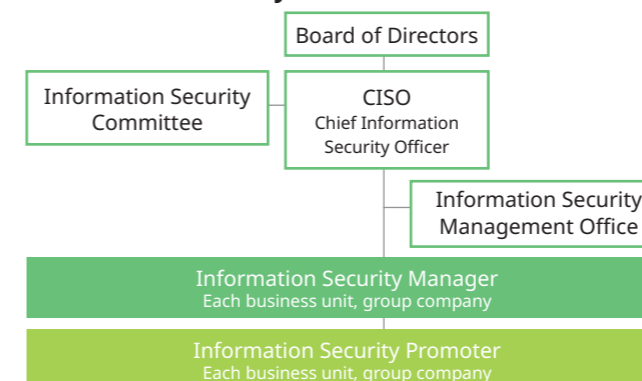 Board of Directors
Information Security
Committee
CISO
Chief Information
Security Officer
Information Security
Management Office
Information Security Manager
Each business unit, group company
Information Security Promoter
Each business unit, group company